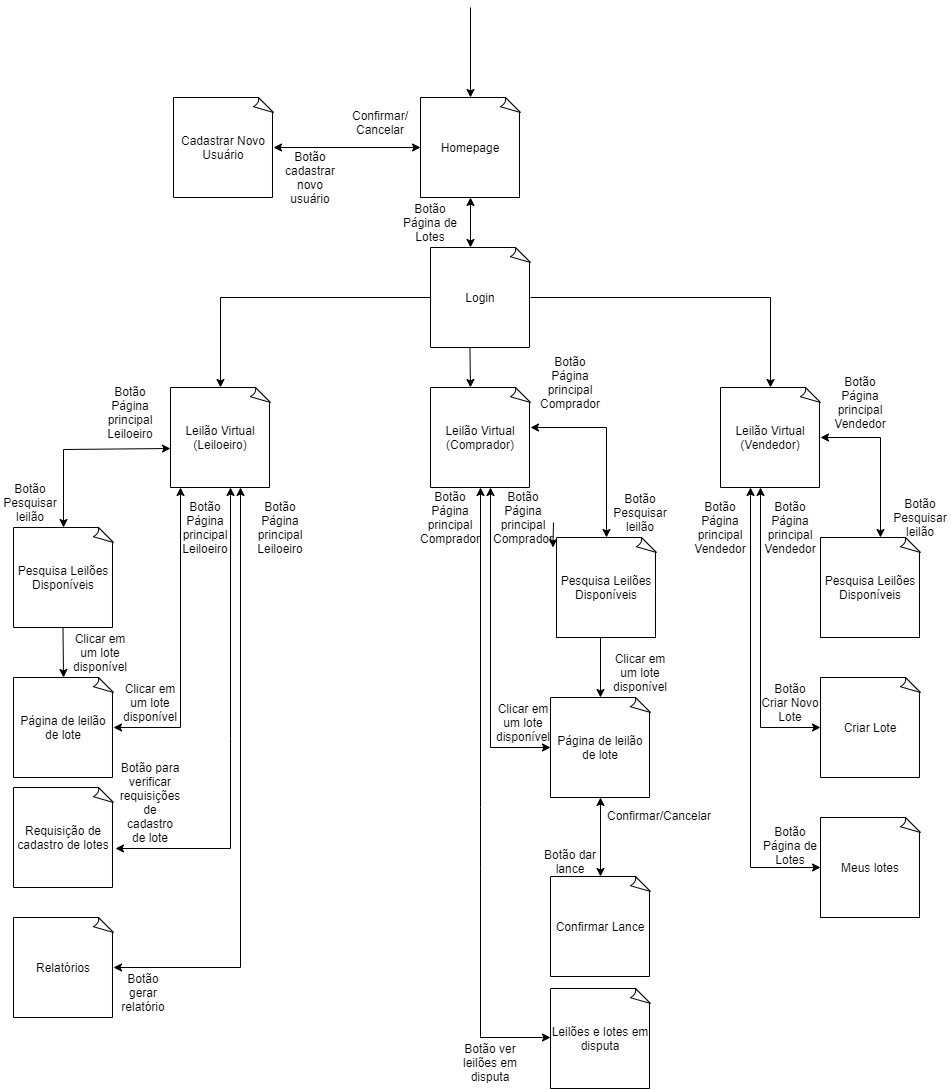 Confirmar/
Cancelar
Cadastrar Novo
Usuário
Homepage
Botão
cadastrar
novo
usuário
Botão
Página de
Lotes
Login
Botão
Página
principal
Leiloeiro
Leilão Virtual
(Leiloeiro)
Leilão Virtual
(Comprador)
Botão
Página
principal
Comprador
Leilão Virtual
(Vendedor)
Botão
Página
principal
Vendedor
Botão
Pesquisar
leilão
Botão
Página
principal
Leiloeiro
Botão
Página
principal
Leiloeiro
Botão
Página
principal
Comprador
Botão
Página
principal
Comprador
Botão
Pesquisar
leilão
Botão
Página
principal
Vendedor
Botão
Página
principal
Vendedor
Botão
Pesquisar
leilão
Pesquisa Leilões
Disponíveis
Pesquisa Leilões
Disponíveis
Pesquisa Leilões
Disponíveis
Clicar em
um lote
disponível
Clicar em
um lote
disponível
Clicar em
um lote
disponível
Clicar em
um lote
disponível
Botão
Criar Novo
Lote
Página de leilão
de lote
Página de leilão
de lote
Criar Lote
Botão para
verificar
requisições
de
cadastro
de lote
Requisição de
cadastro de lotes
Confirmar/Cancelar
Botão dar
lance
Botão
Página de
Lotes
Meus lotes
Confirmar Lance
Relatórios
Botão
gerar
relatório
Leilões e lotes em
disputa
Botão ver
leilões em
disputa